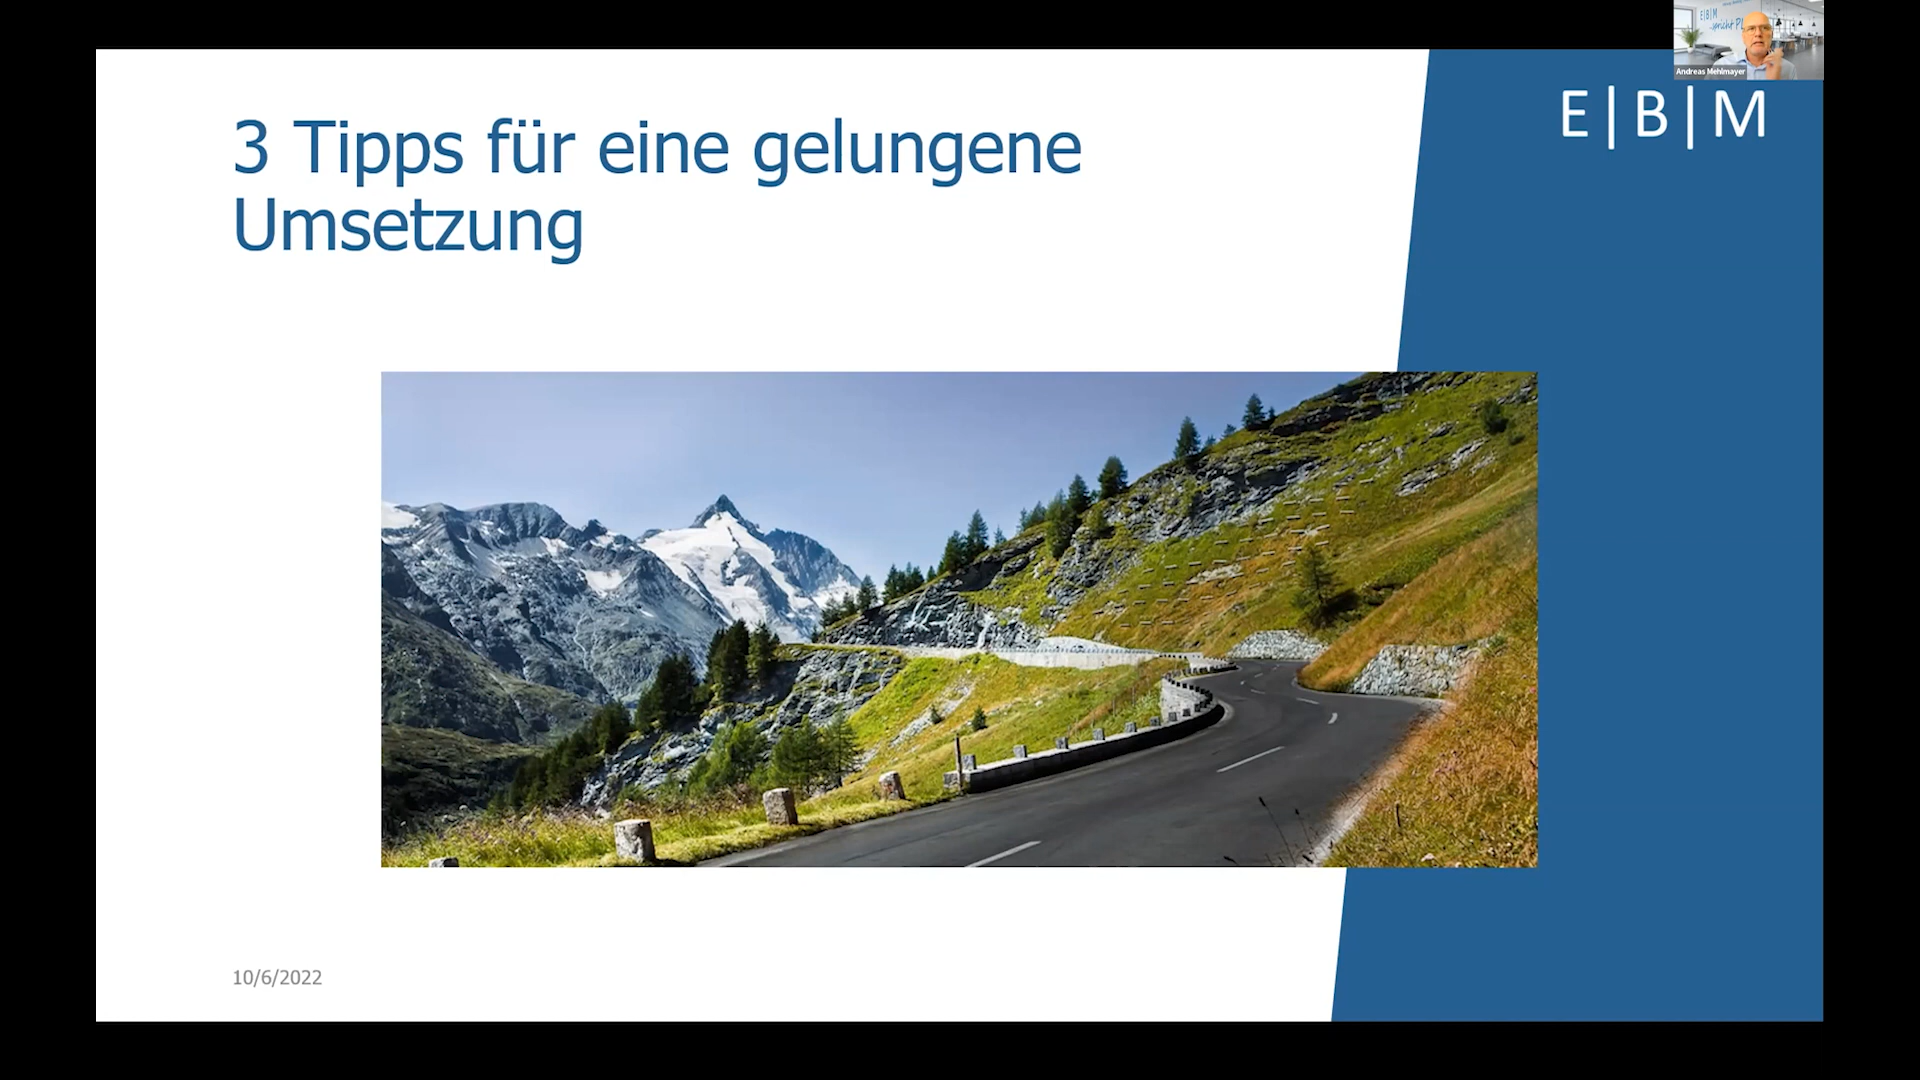 E|B|M
Andreas Mehlmayer
E|B|M
3 Tipps für eine gelungene
Umsetzung
10/6/2022